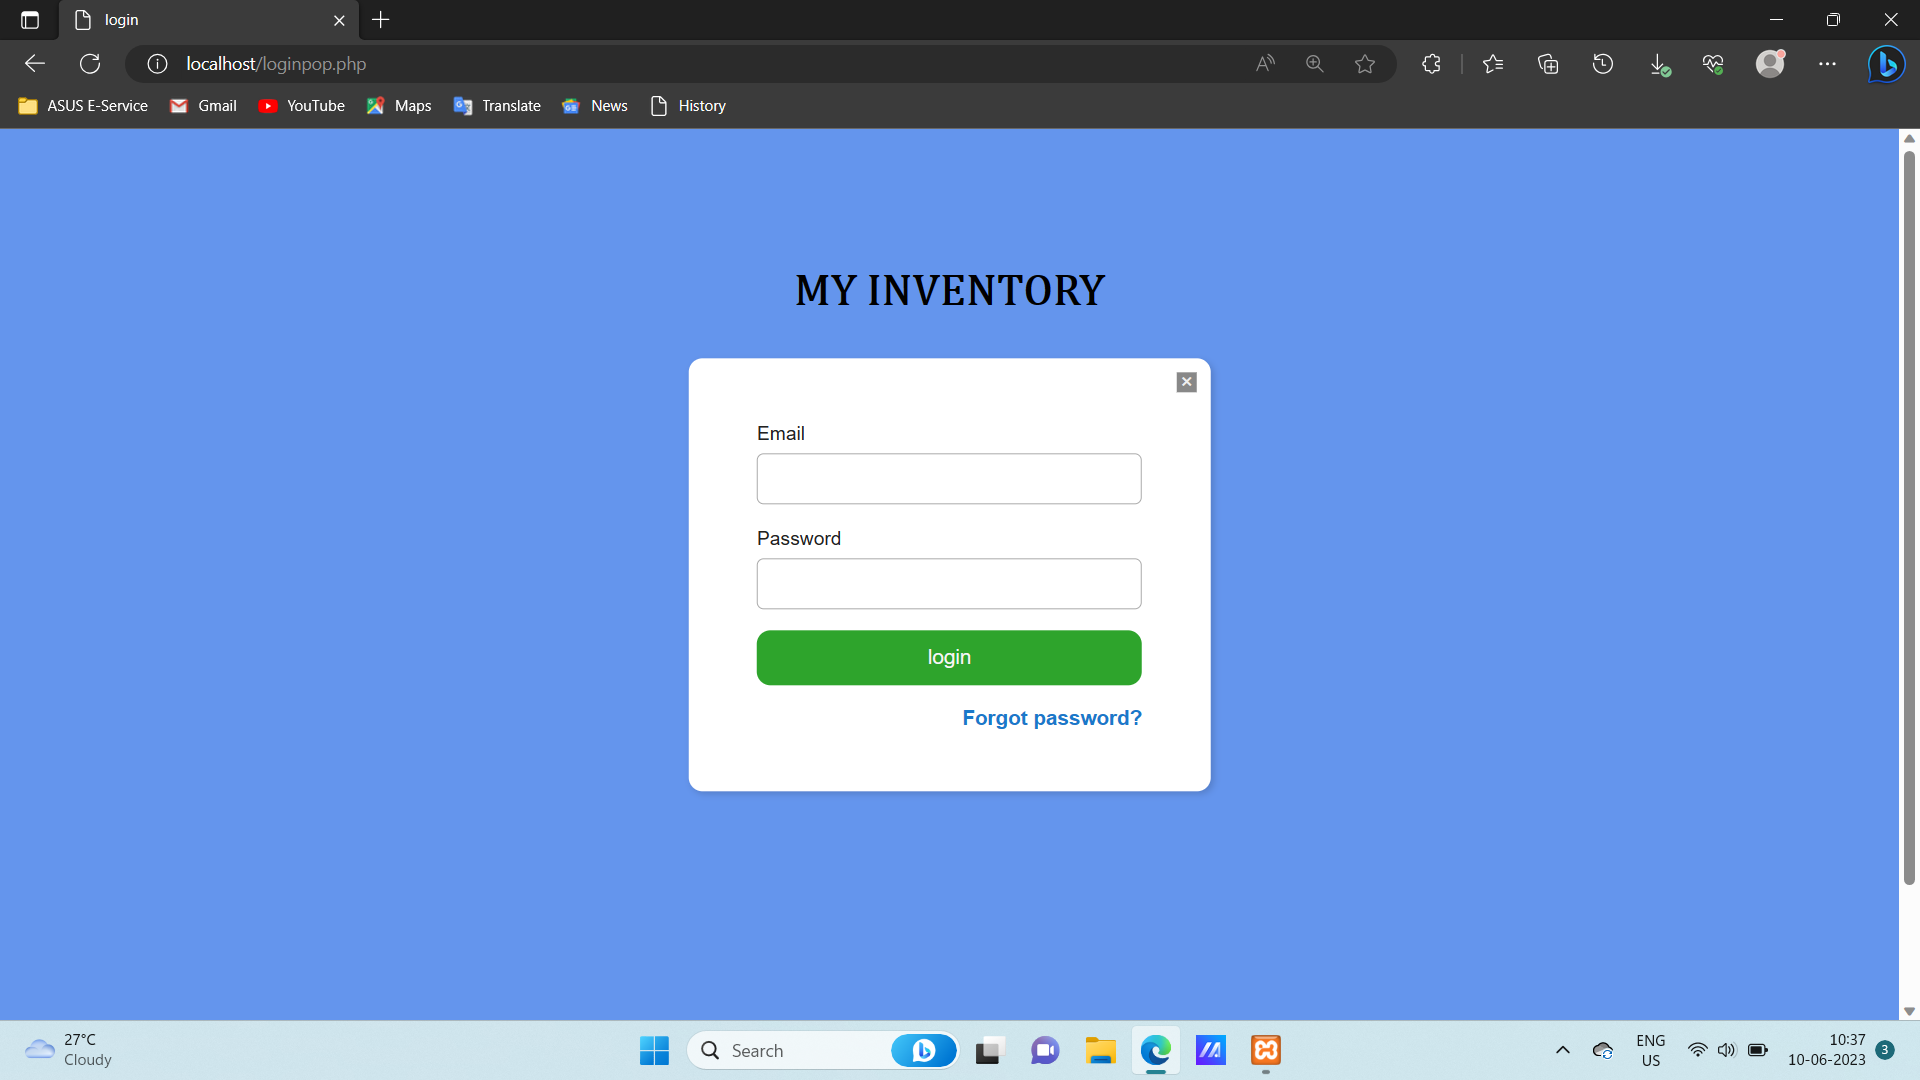 login
localhost/loginpop.php
ASUS E-Service
Gmail
YouTube
Maps
Translate
News
History
MY INVENTORY
Email
Password
login
Forgot password?
27°C
Cloudy
Search
ENG
US
10:37
10-06-2023
3